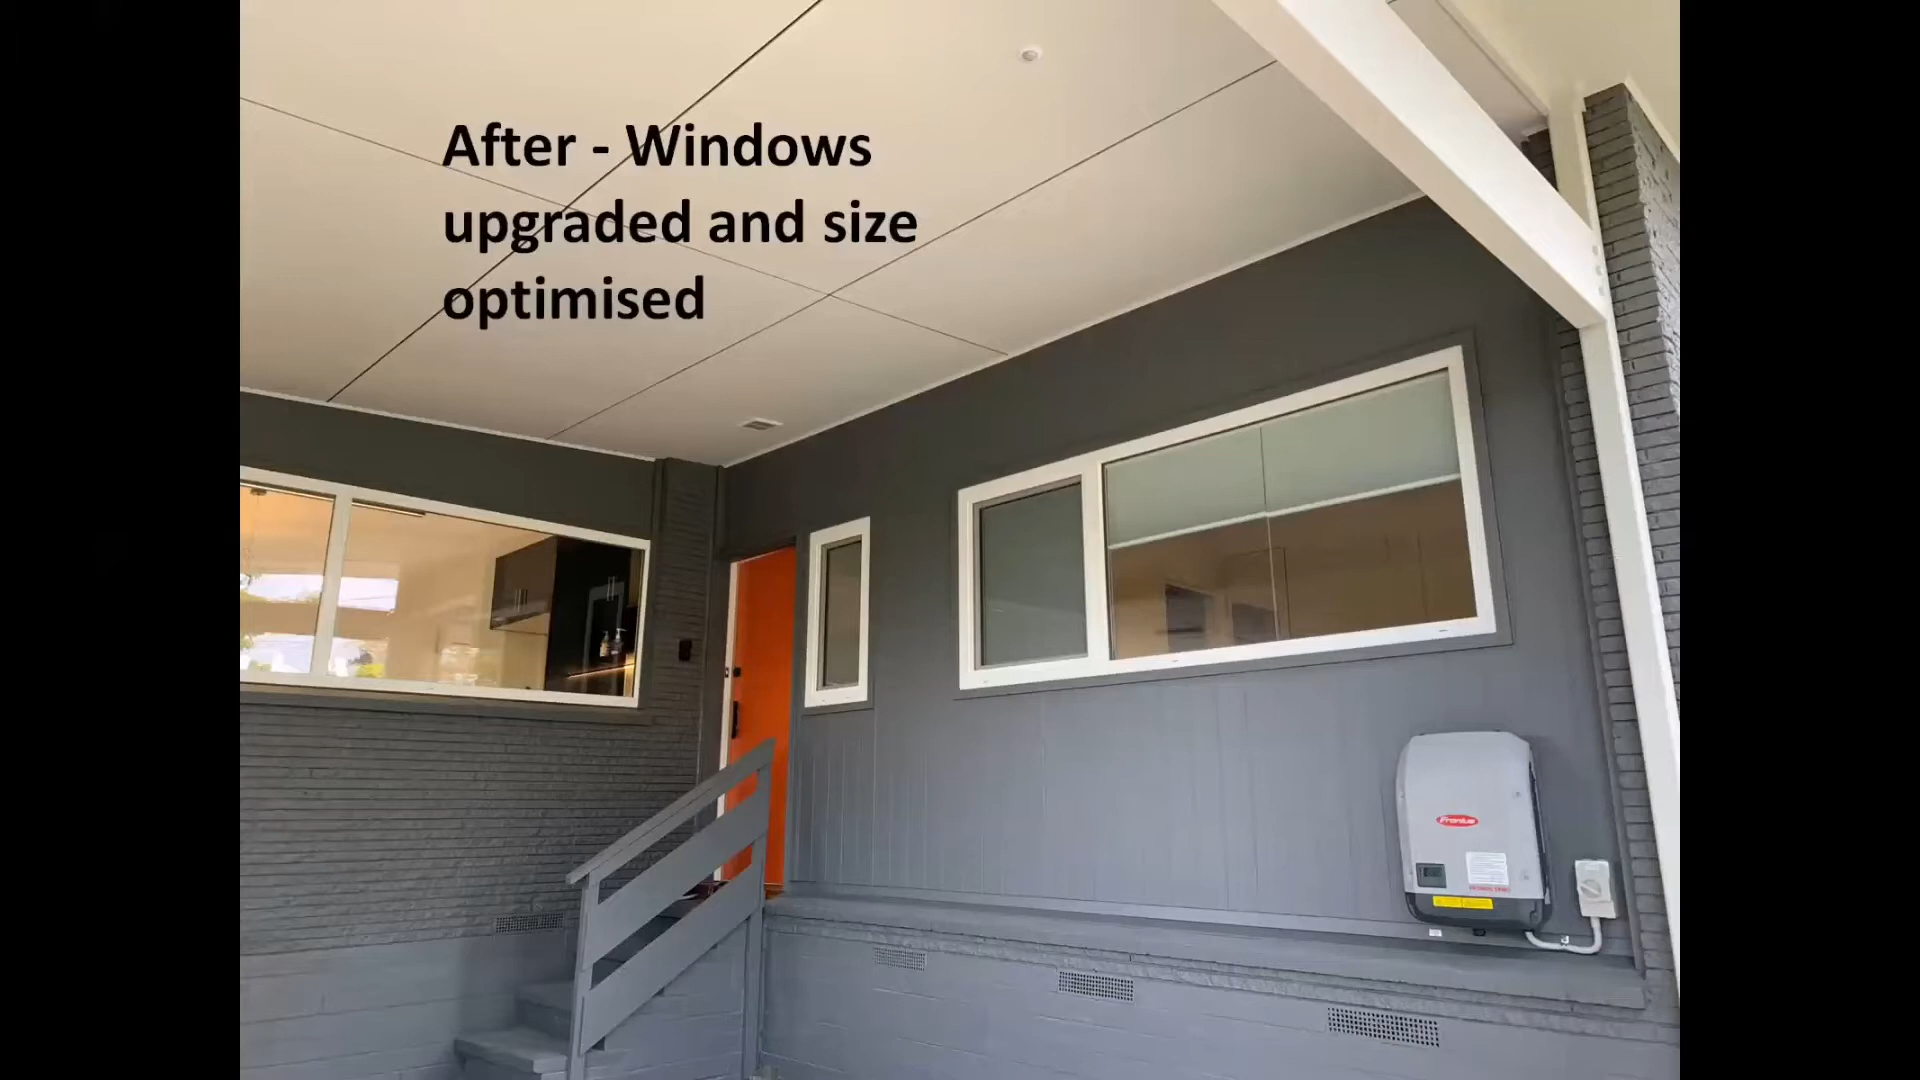 After - Windows
upgraded and size
optimised
Fronius